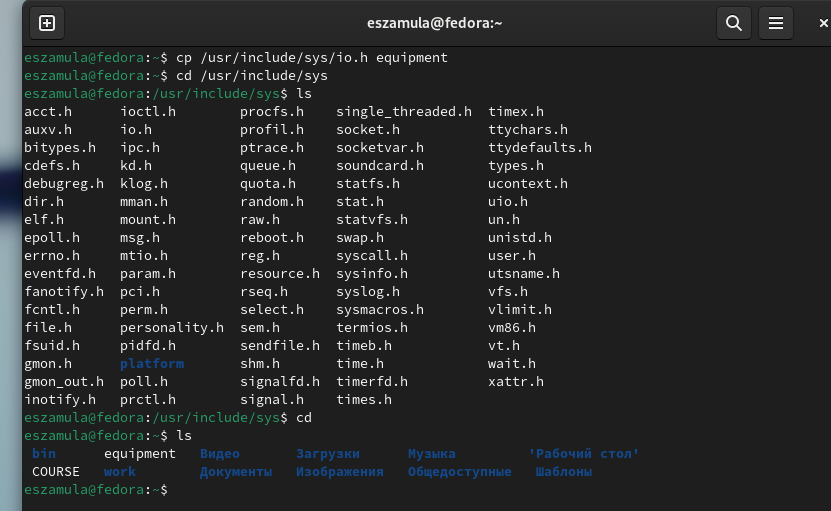 eszamula@fedora:~
eszamula@fedora:~$ cp /usr/include/sys/io.h equipment
eszamula@fedora:~$ cd /usr/include/sys
eszamula@fedora:/usr/include/sys$ ls
acct.h ioctl.h procfs.h single_threaded.h timex.h
auxv.h io.h profil.h socket.h ttychars.h
bitypes.h ipc.h ptrace.h socketvar.h ttydefaults.h
cdefs.h kd.h queue.h soundcard.h types.h
debugreg.h klog.h quota.h statfs.h ucontext.h
dir.h mman.h random.h stat.h uio.h
elf.h mount.h raw.h statvfs.h un.h
epoll.h msg.h reboot.h swap.h unistd.h
errno.h mtio.h reg.h syscall.h user.h
eventfd.h param.h resource.h sysinfo.h utsname.h
fanotify.h pci.h rseq.h syslog.h vfs.h
fcntl.h perm.h select.h sysmacros.h vlimit.h
file.h personality.h sem.h termios.h vm86.h
fsuid.h pidfd.h sendfile.h timeb.h vt.h
gmon.h platform shm.h time.h wait.h
gmon_out.h poll.h signalfd.h timerfd.h xattr.h
inotify.h prctl.h signal.h times.h
eszamula@fedora:/usr/include/sys$ cd
eszamula@fedora:~$ ls
bin equipment Видео Загрузки Музыка 'Рабочий стол'
COURSE work Документы Изображения Общедоступные Шаблоны
eszamula@fedora:~$